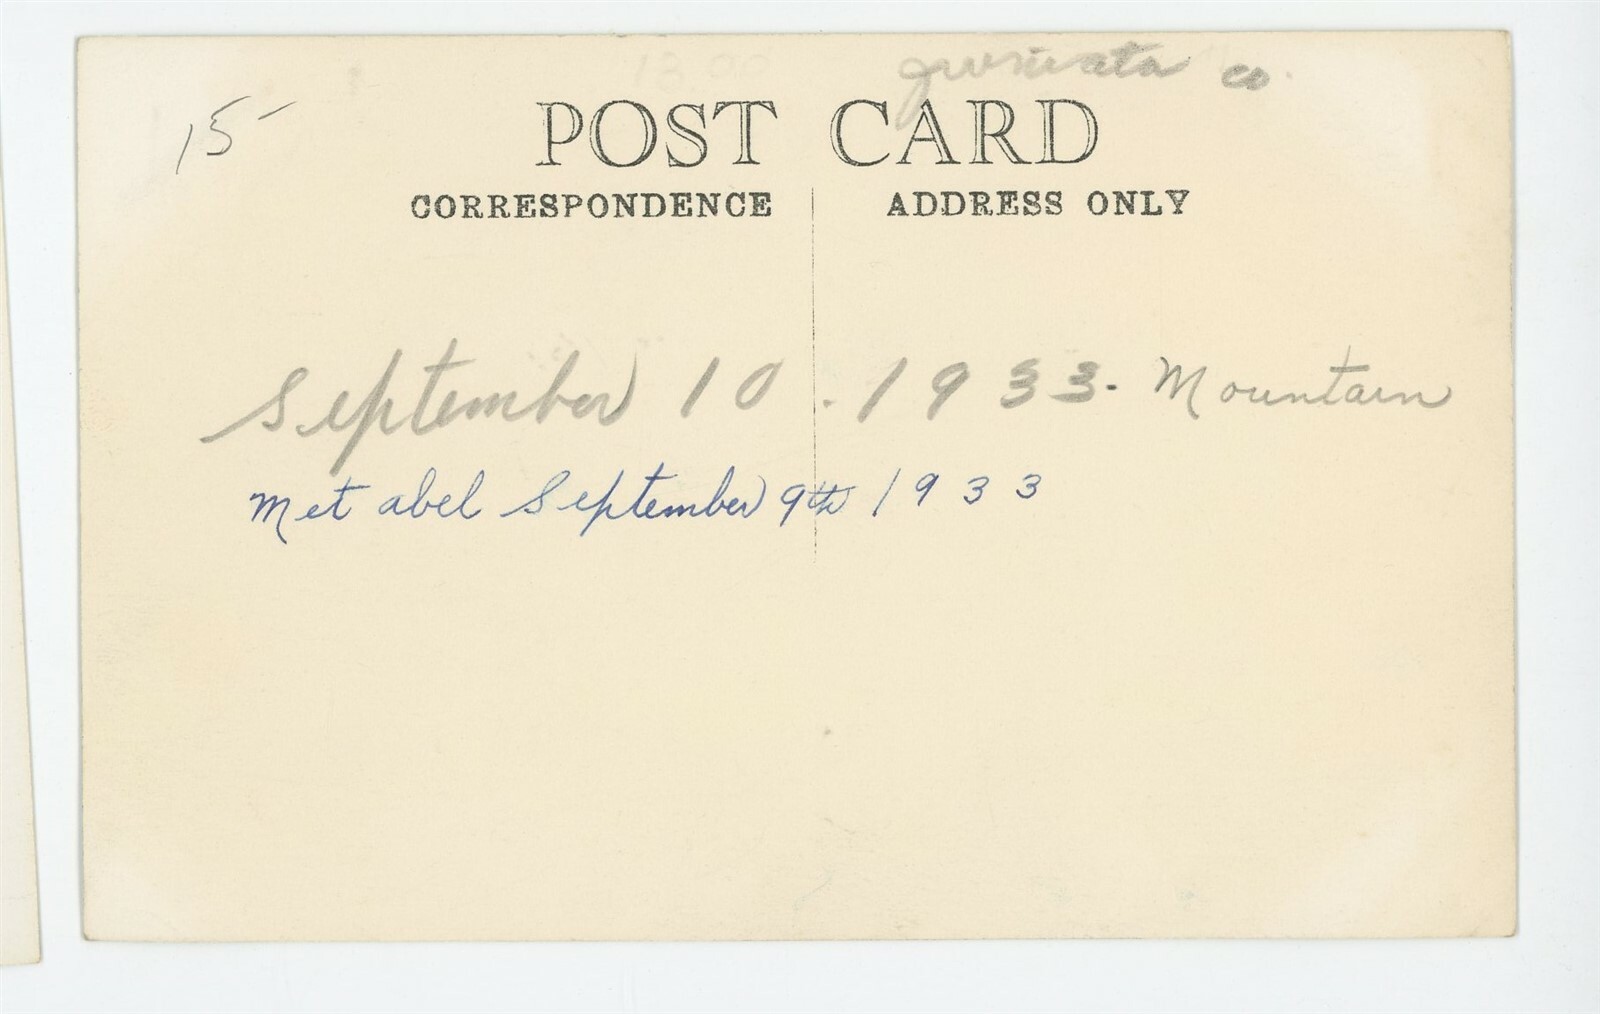 Juniata Co.
15-
POST CARD
CORRESPONDENCE ADDRESS ONLY
September 10. 1933. Mountain
Met abel September 9th 1933